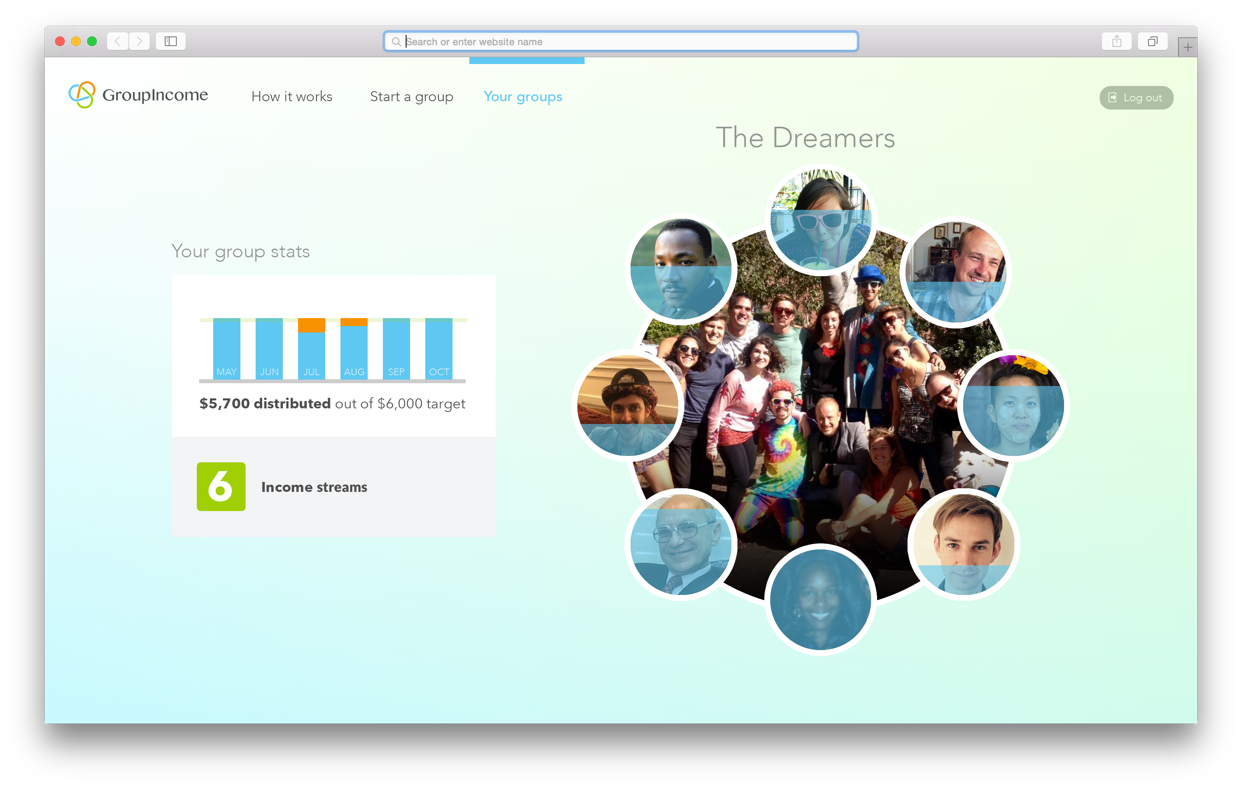 Search or enter website name
GroupIncome
How it works
Start a group
Your groups
Log out
The Dreamers
Your group stats
MAY JUN JUL AUG SEP OCT
$5,700 distributed out of $6,000 target
6 Income streams